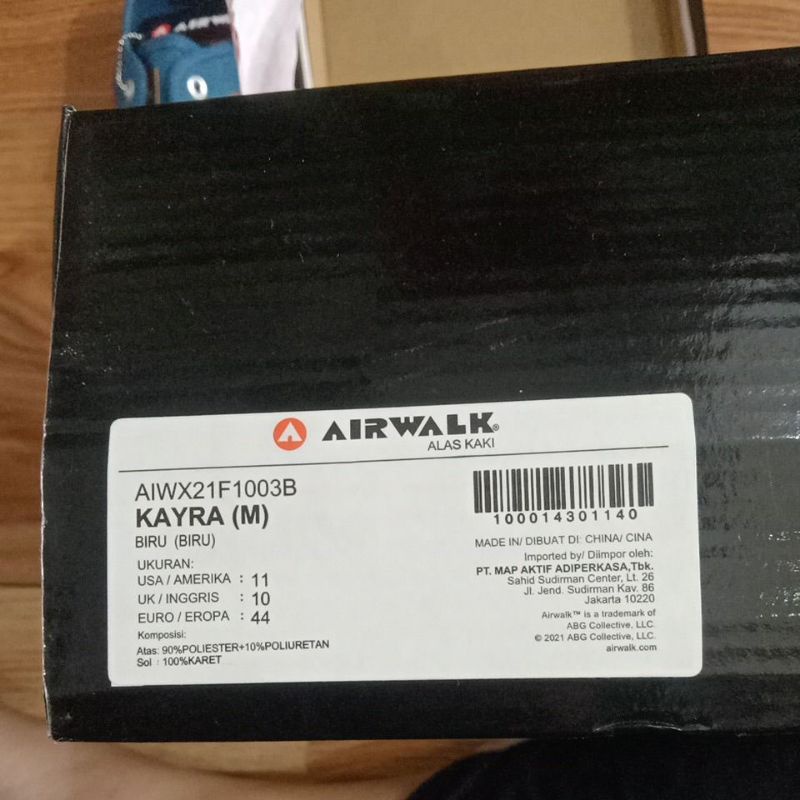 AIRWALK
AIRWALK®
ALAS KAKI
AIWX21F1003B
KAYRA (M)
BIRU (BIRU)
UKURAN:
USA / AMERIKA : 11
UK / INGGRIS : 10
EURO / EROPA : 44
Komposisi:
Atas: 90%POLIESTER+10%POLIURETAN
Sol : 100%KARET
100014301140
MADE IN/ DIBUAT DI: CHINA/ CINA
Imported by/ Diimpor oleh:
PT. MAP AKTIF ADIPERKASA,Tbk.
Sahid Sudirman Center, Lt. 26
Jl. Jend. Sudirman Kav. 86
Jakarta 10220
Airwalk™ is a trademark of
ABG Collective, LLC.
© 2021 ABG Collective, LLC.
airwalk.com